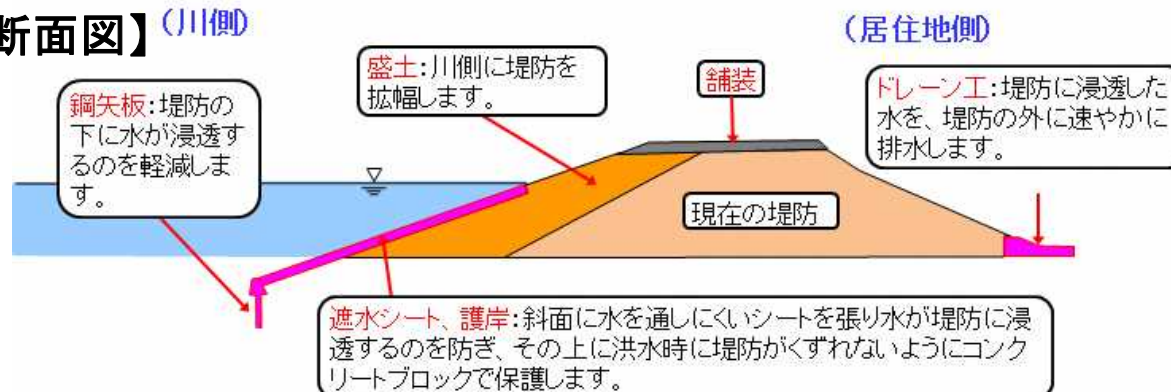 断面図】
(川側)
(居住地側)
鋼矢板:堤防の
下に水が浸透す
るのを軽減しま
す。
盛土:川側に堤防を
拡幅します。
舗装
ドレーン工:堤防に浸透した
水を、堤防の外に速やかに
排水します。
現在の堤防
遮水シート、護岸:斜面に水を通しにくいシートを張り水が堤防に浸
透するのを防ぎ、その上に洪水時に堤防がくずれないようにコンク
リートブロックで保護します。